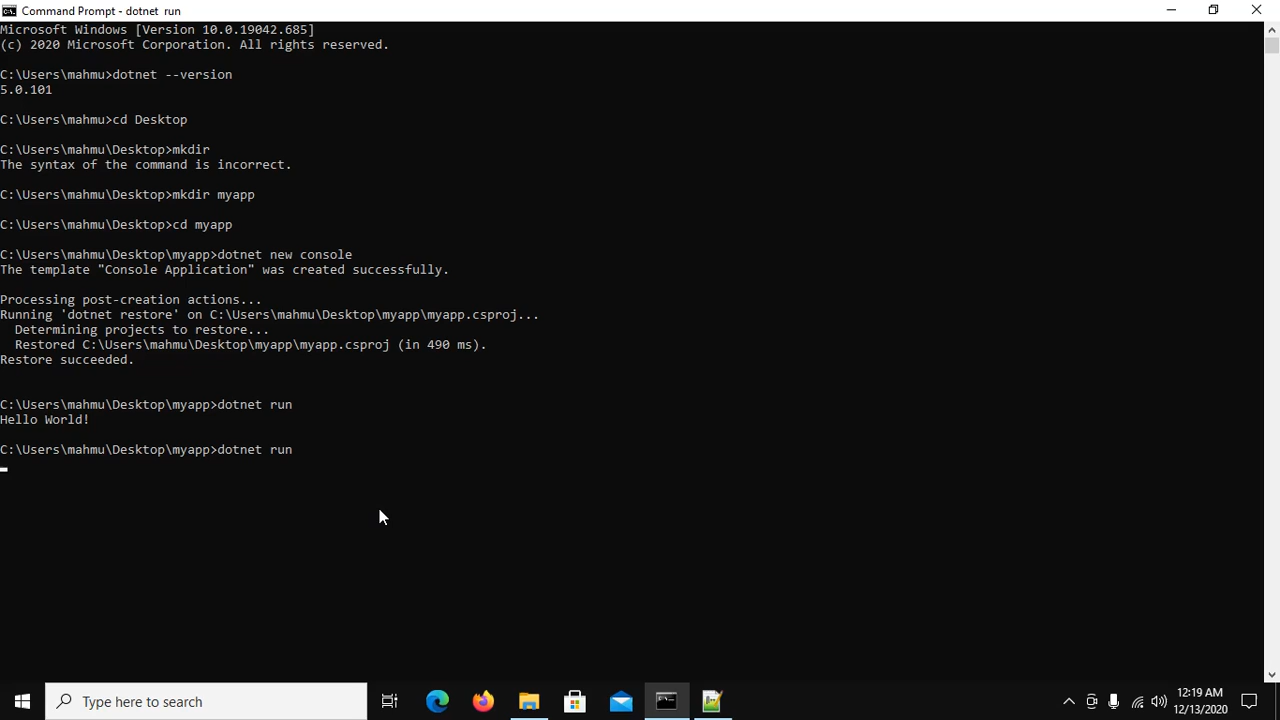 Command Prompt - dotnet  run
Microsoft Windows [Version 10.0.19042.685]
(c) 2020 Microsoft Corporation. All rights reserved.
C:\Users\mahmu>dotnet --version
5.0.101
C:\Users\mahmu>cd Desktop
C:\Users\mahmu\Desktop>mkdir
The syntax of the command is incorrect.
C:\Users\mahmu\Desktop>mkdir myapp
C:\Users\mahmu\Desktop>cd myapp
C:\Users\mahmu\Desktop\myapp>dotnet new console
The template "Console Application" was created successfully.
Processing post-creation actions...
Running 'dotnet restore' on C:\Users\mahmu\Desktop\myapp\myapp.csproj...
  Determining projects to restore...
  Restored C:\Users\mahmu\Desktop\myapp\myapp.csproj (in 490 ms).
Restore succeeded.
C:\Users\mahmu\Desktop\myapp>dotnet run
Hello World!
C:\Users\mahmu\Desktop\myapp>dotnet run
Type here to search
12:19 AM
12/13/2020